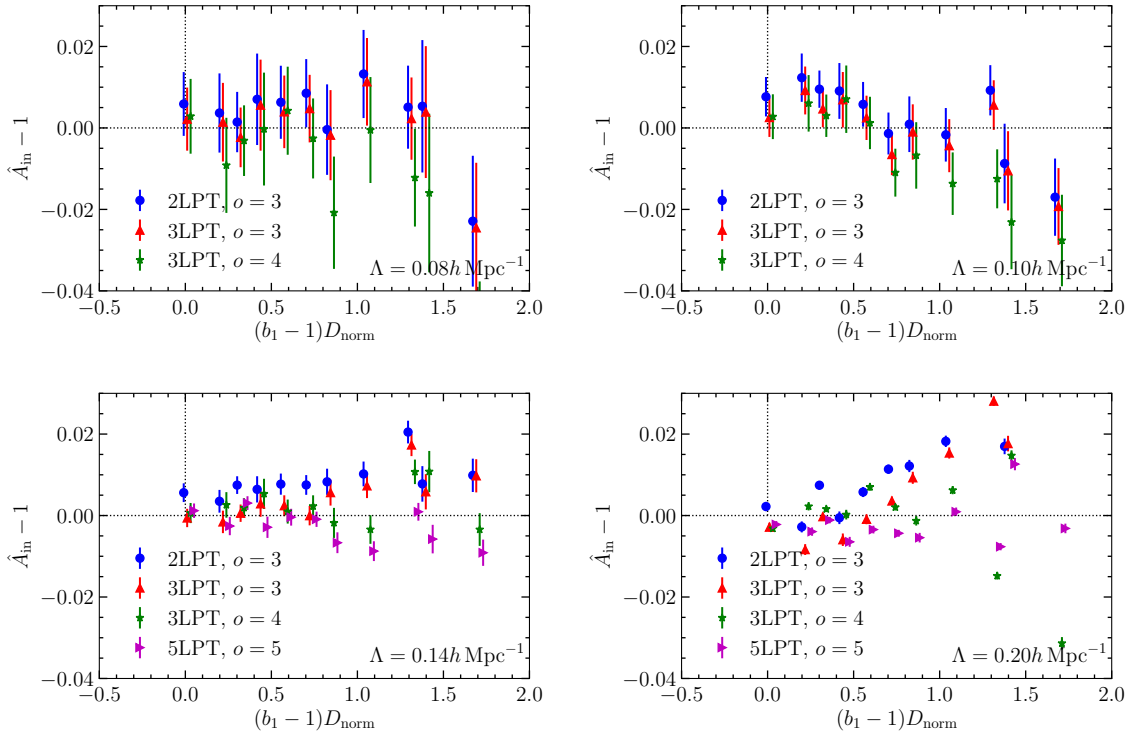 0.02
0.00
−0.02
−0.04
Â_in − 1
2LPT, o = 3
3LPT, o = 3
3LPT, o = 4
Λ = 0.08h Mpc⁻¹
−0.5 0.0 0.5 1.0 1.5 2.0
(b₁ − 1)D_norm
0.02
0.00
−0.02
−0.04
Â_in − 1
2LPT, o = 3
3LPT, o = 3
3LPT, o = 4
Λ = 0.10h Mpc⁻¹
−0.5 0.0 0.5 1.0 1.5 2.0
(b₁ − 1)D_norm
0.02
0.00
−0.02
−0.04
Â_in − 1
2LPT, o = 3
3LPT, o = 3
3LPT, o = 4
5LPT, o = 5
Λ = 0.14h Mpc⁻¹
−0.5 0.0 0.5 1.0 1.5 2.0
(b₁ − 1)D_norm
0.02
0.00
−0.02
−0.04
Â_in − 1
2LPT, o = 3
3LPT, o = 3
3LPT, o = 4
5LPT, o = 5
Λ = 0.20h Mpc⁻¹
−0.5 0.0 0.5 1.0 1.5 2.0
(b₁ − 1)D_norm